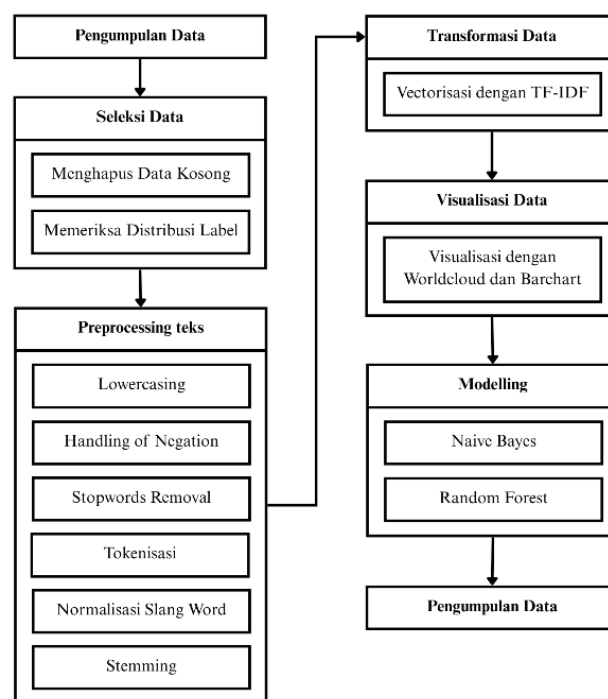 Pengumpulan Data
Seleksi Data
Menghapus Data Kosong
Memeriksa Distribusi Label
Preprocessing teks
Lowercasing
Handling of Negation
Stopwords Removal
Tokenisasi
Normalisasi Slang Word
Stemming
Transformasi Data
Vectorisasi dengan TF-IDF
Visualisasi Data
Visualisasi dengan
Worldcloud dan Barchart
Modelling
Naive Bayes
Random Forest
Pengumpulan Data